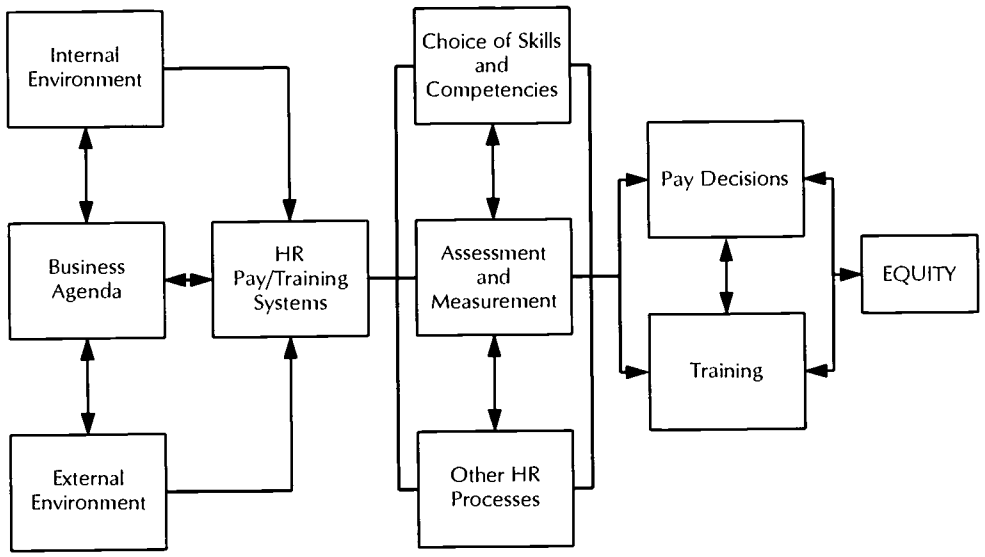 Internal
Environment
Business
Agenda
External
Environment
HR
Pay/Training
Systems
Choice of Skills
and
Competencies
Assessment
and
Measurement
Other HR
Processes
Pay Decisions
Training
EQUITY